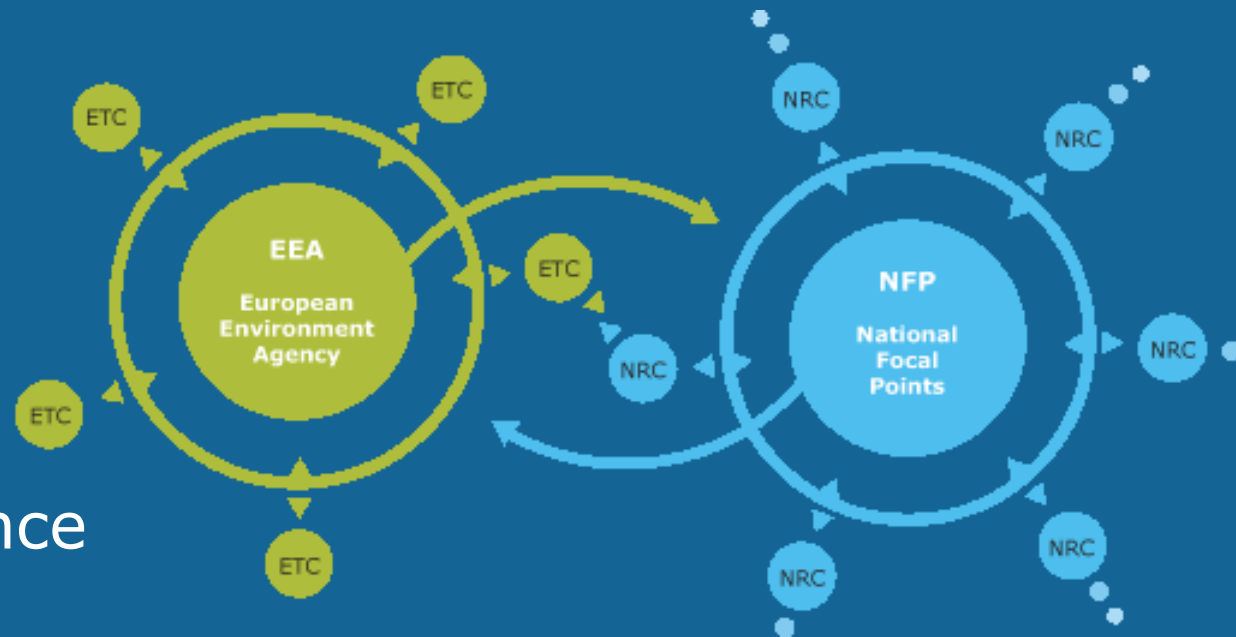 NRC
ETC
ETC
NRC
EEA
European
Environment
Agency
ETC
NFP
National
Focal
Points
NRC
NRC
ETC
nce
ETC
NRC
NRC